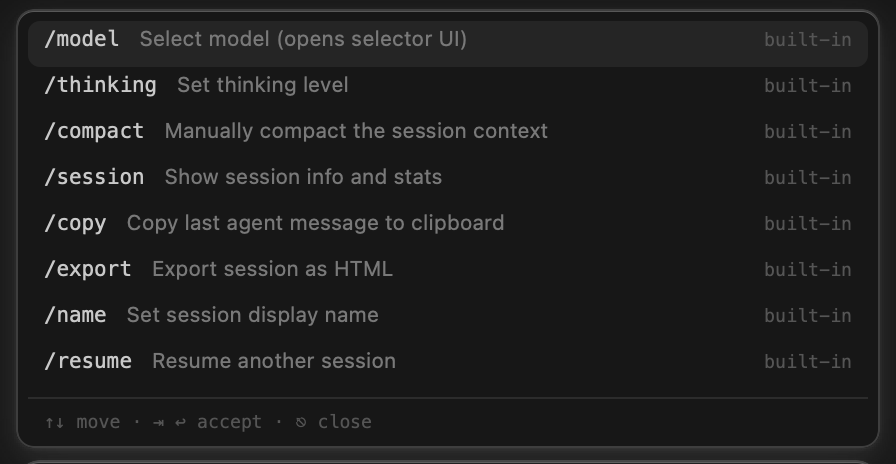 /model Select model (opens selector UI) built-in
/thinking Set thinking level built-in
/compact Manually compact the session context built-in
/session Show session info and stats built-in
/copy Copy last agent message to clipboard built-in
/export Export session as HTML built-in
/name Set session display name built-in
/resume Resume another session built-in
↑↓ move · ⇥ ↩ accept · ⎋ close